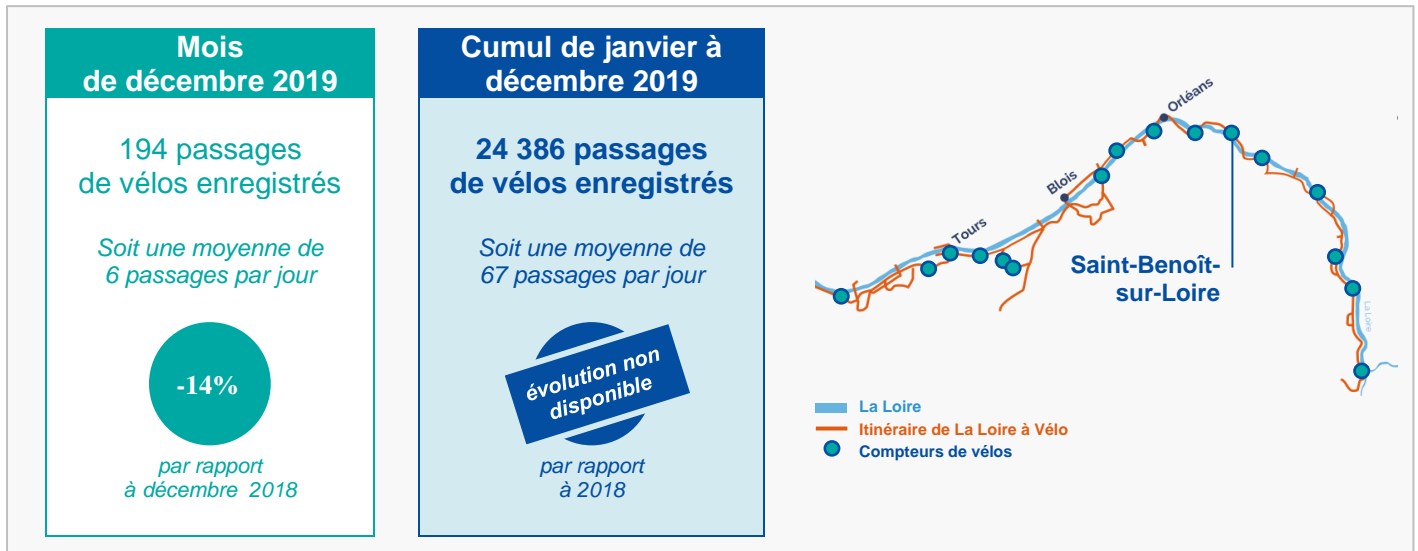 Mois
de décembre 2019
194 passages
de vélos enregistrés
Soit une moyenne de
6 passages par jour
-14%
par rapport
à décembre 2018
Cumul de janvier à
décembre 2019
24 386 passages
de vélos enregistrés
Soit une moyenne de
67 passages par jour
évolution non
disponible
par rapport
à 2018
Orléans
Blois
Tours
Saint-Benoît-
sur-Loire
La Loire
La Loire
Itinéraire de La Loire à Vélo
Compteurs de vélos